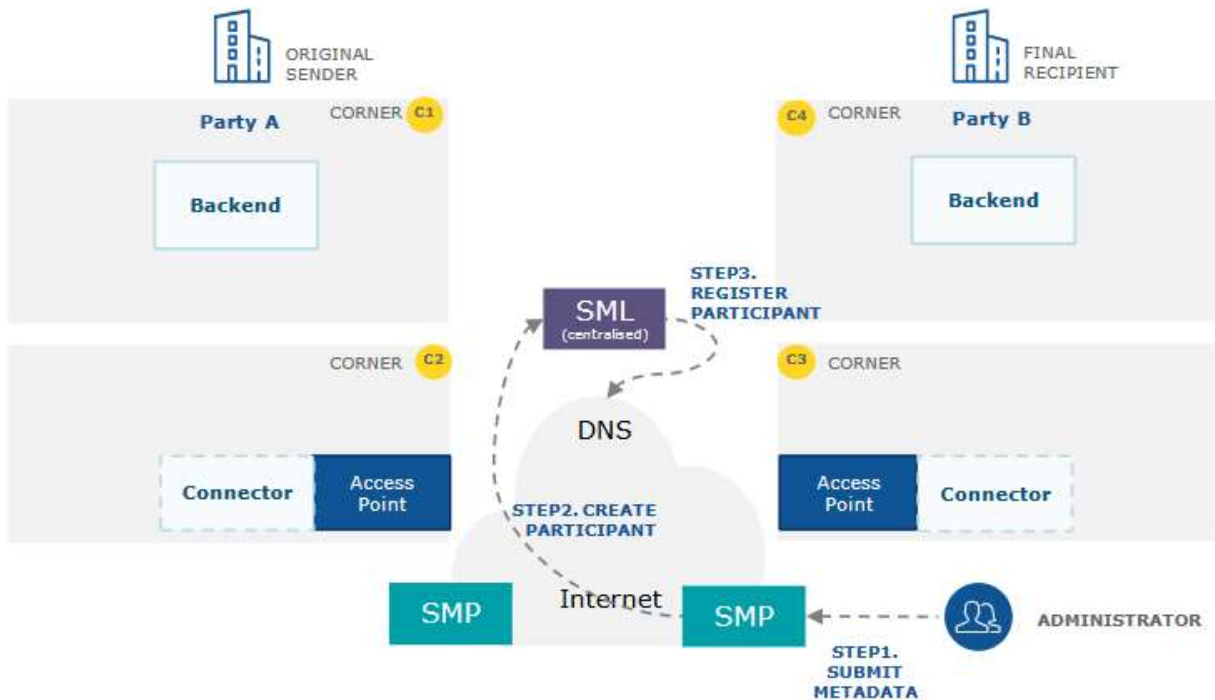 ORIGINAL
SENDER
FINAL
RECIPIENT
CORNER C1
Party A
Backend
C4 CORNER
Party B
Backend
STEP3.
REGISTER
PARTICIPANT
SML
(centralised)
CORNER C2
Connector
Access
Point
C3 CORNER
Access
Point
Connector
DNS
STEP2. CREATE
PARTICIPANT
Internet
SMP
SMP
ADMINISTRATOR
STEP1.
SUBMIT
METADATA